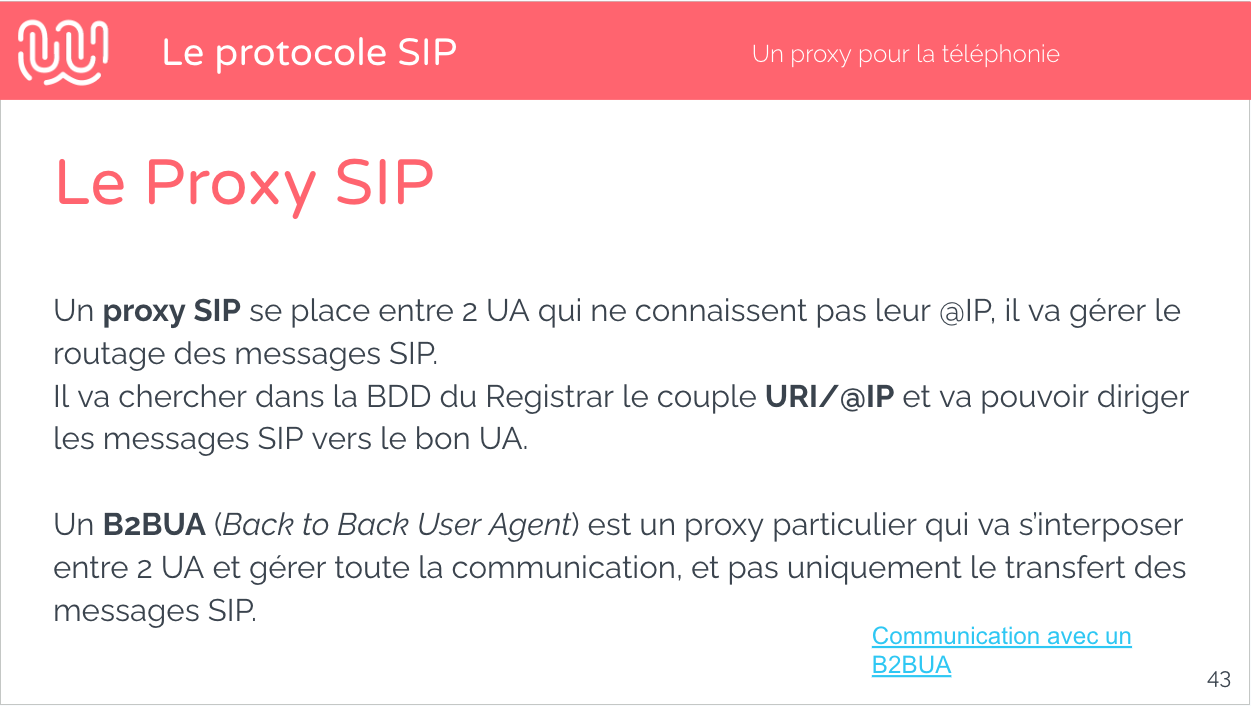 Le protocole SIP
Un proxy pour la téléphonie
Le Proxy SIP
Un proxy SIP se place entre 2 UA qui ne connaissent pas leur @IP, il va gérer le
routage des messages SIP.
Il va chercher dans la BDD du Registrar le couple URI/@IP et va pouvoir diriger
les messages SIP vers le bon UA.
Un B2BUA (Back to Back User Agent) est un proxy particulier qui va s’interposer
entre 2 UA et gérer toute la communication, et pas uniquement le transfert des
messages SIP.
Communication avec un
B2BUA
43